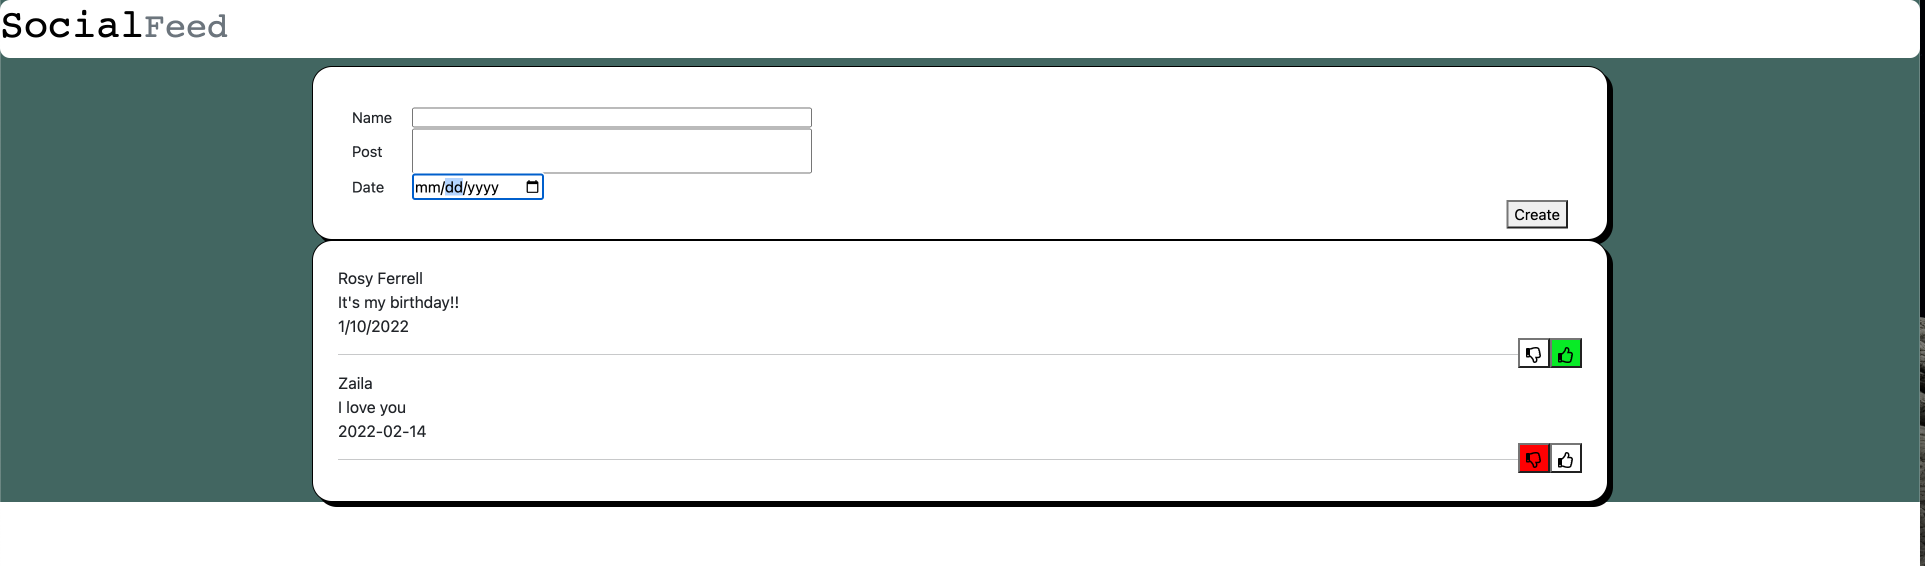 SocialFeed
Name
Post
Date mm/dd/yyyy
Create
Rosy Ferrell
It's my birthday!!
1/10/2022
Zaila
I love you
2022-02-14